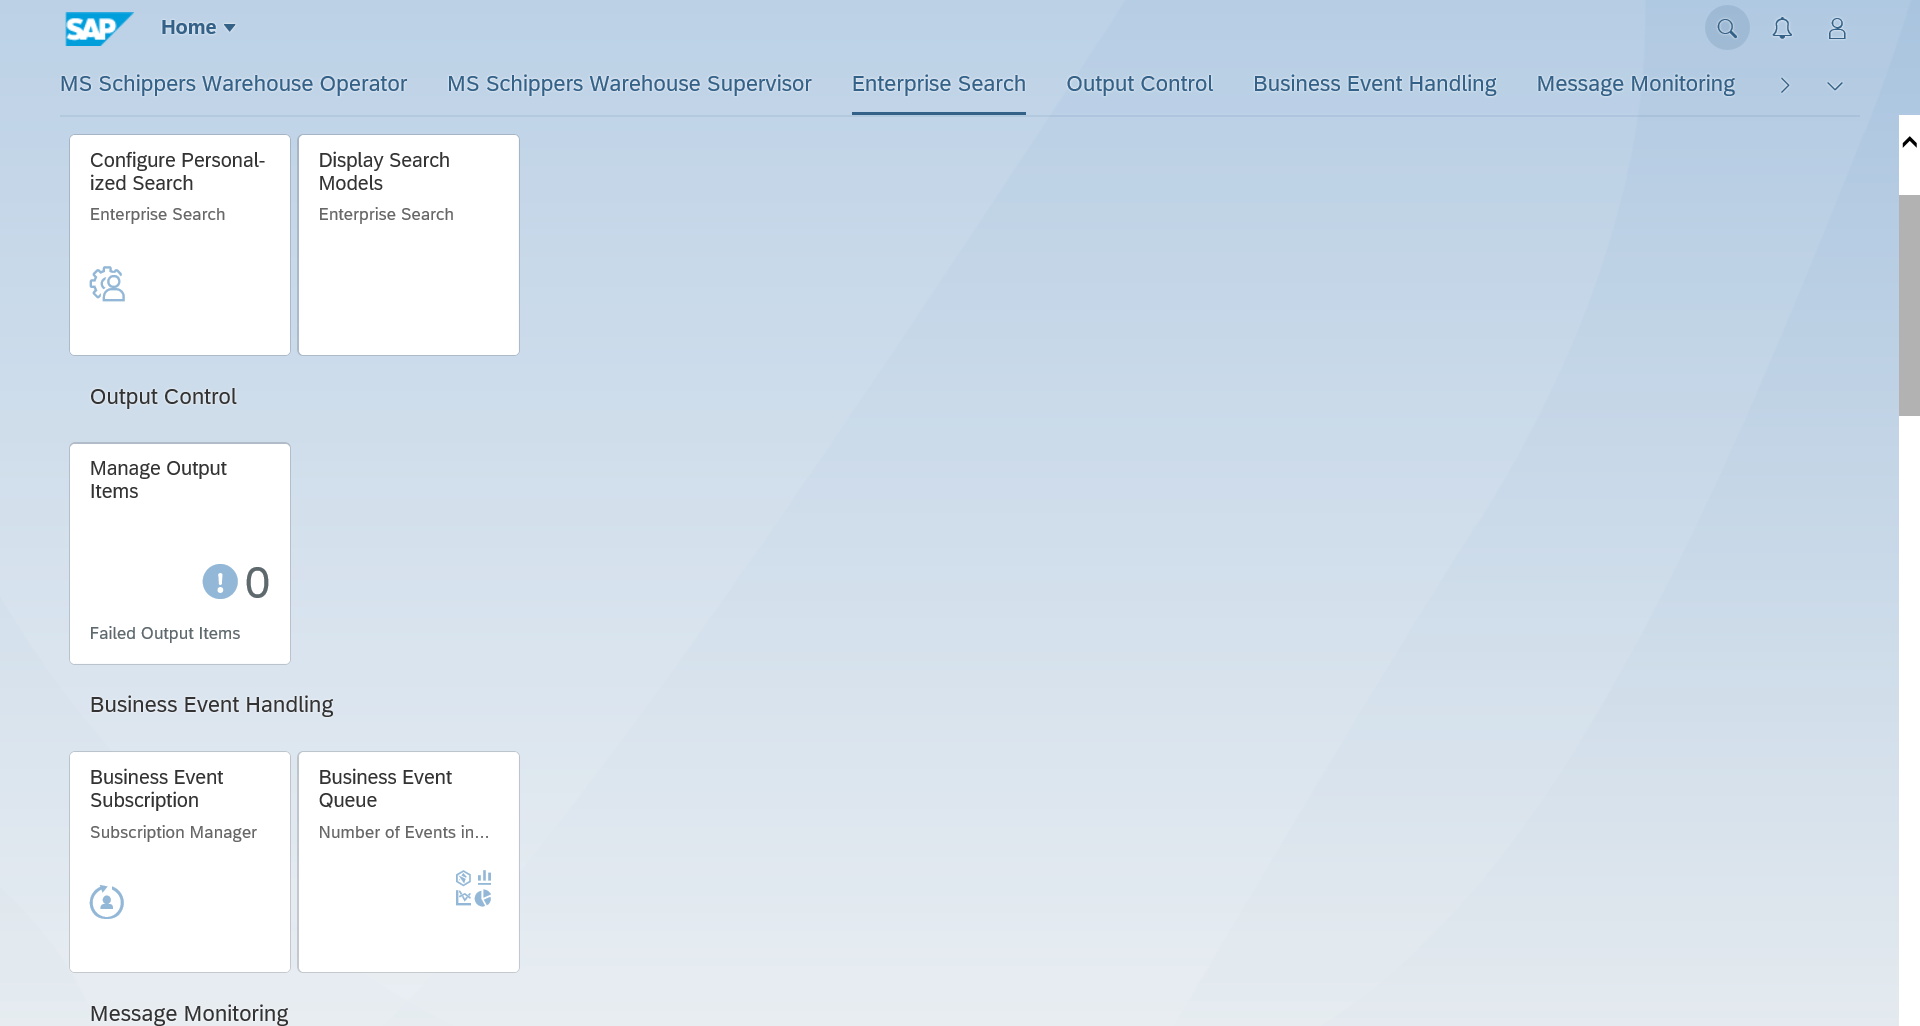 SAP Home
MS Schippers Warehouse Operator MS Schippers Warehouse Supervisor Enterprise Search Output Control Business Event Handling Message Monitoring
Configure Personal-
ized Search
Enterprise Search
Display Search
Models
Enterprise Search
Output Control
Manage Output
Items
0
Failed Output Items
Business Event Handling
Business Event
Subscription
Subscription Manager
Business Event
Queue
Number of Events in...
Message Monitoring